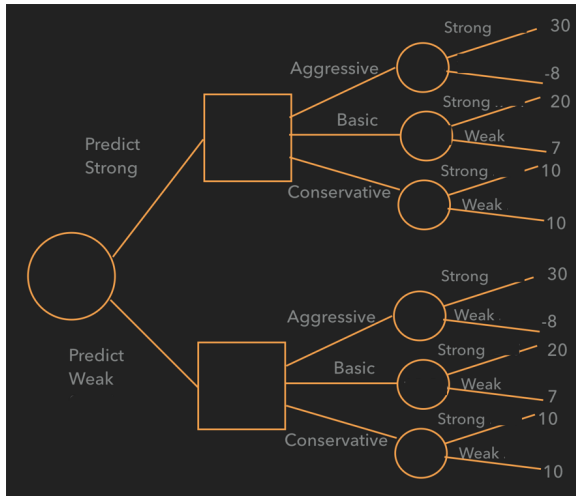 Strong 30
Aggressive
-8
Strong 20
Basic
Weak
7
Predict
Strong
Strong
10
Conservative
Weak
10
Strong 30
Aggressive
Weak
-8
Strong 20
Predict
Weak
Basic
Weak
7
Strong 10
Conservative
Weak
10